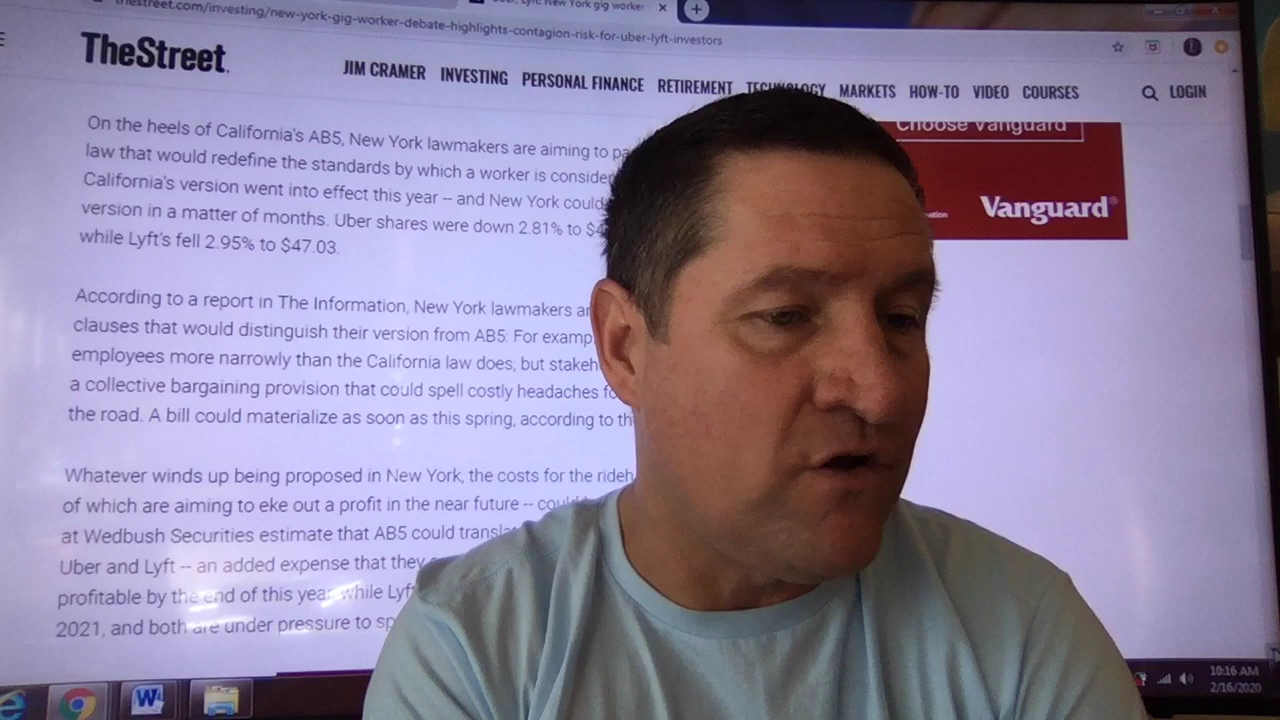 thestreet.com/investing/new-york-gig-worker-debate-highlights-contagion-risk-for-uber-lyft-investors
New York gig worker
TheStreet
JIM CRAMER INVESTING PERSONAL FINANCE RETIREMENT TECHNOLOGY MARKETS HOW-TO VIDEO COURSES LOGIN
On the heels of California's AB5, New York lawmakers are aiming to
law that would redefine the standards by which a worker is
California's version went into effect this year -- and New York could
version in a matter of months. Uber shares were down 2.81% to
while Lyft's fell 2.95% to $47.03.
Choose Vanguard
Vanguard
According to a report in The Information, New York lawmakers
clauses that would distinguish their version from AB5: For
employees more narrowly than the California law does; but
a collective bargaining provision that could spell costly headaches
the road. A bill could materialize as soon as this spring, according to
Whatever winds up being proposed in New York, the costs for the
of which are aiming to eke out a profit in the near future --
at Wedbush Securities estimate that AB5 could
Uber and Lyft -- an added expense that they
profitable by the end of this year, while
2021, and both are under pressure to
10:16 AM
2/16/2020